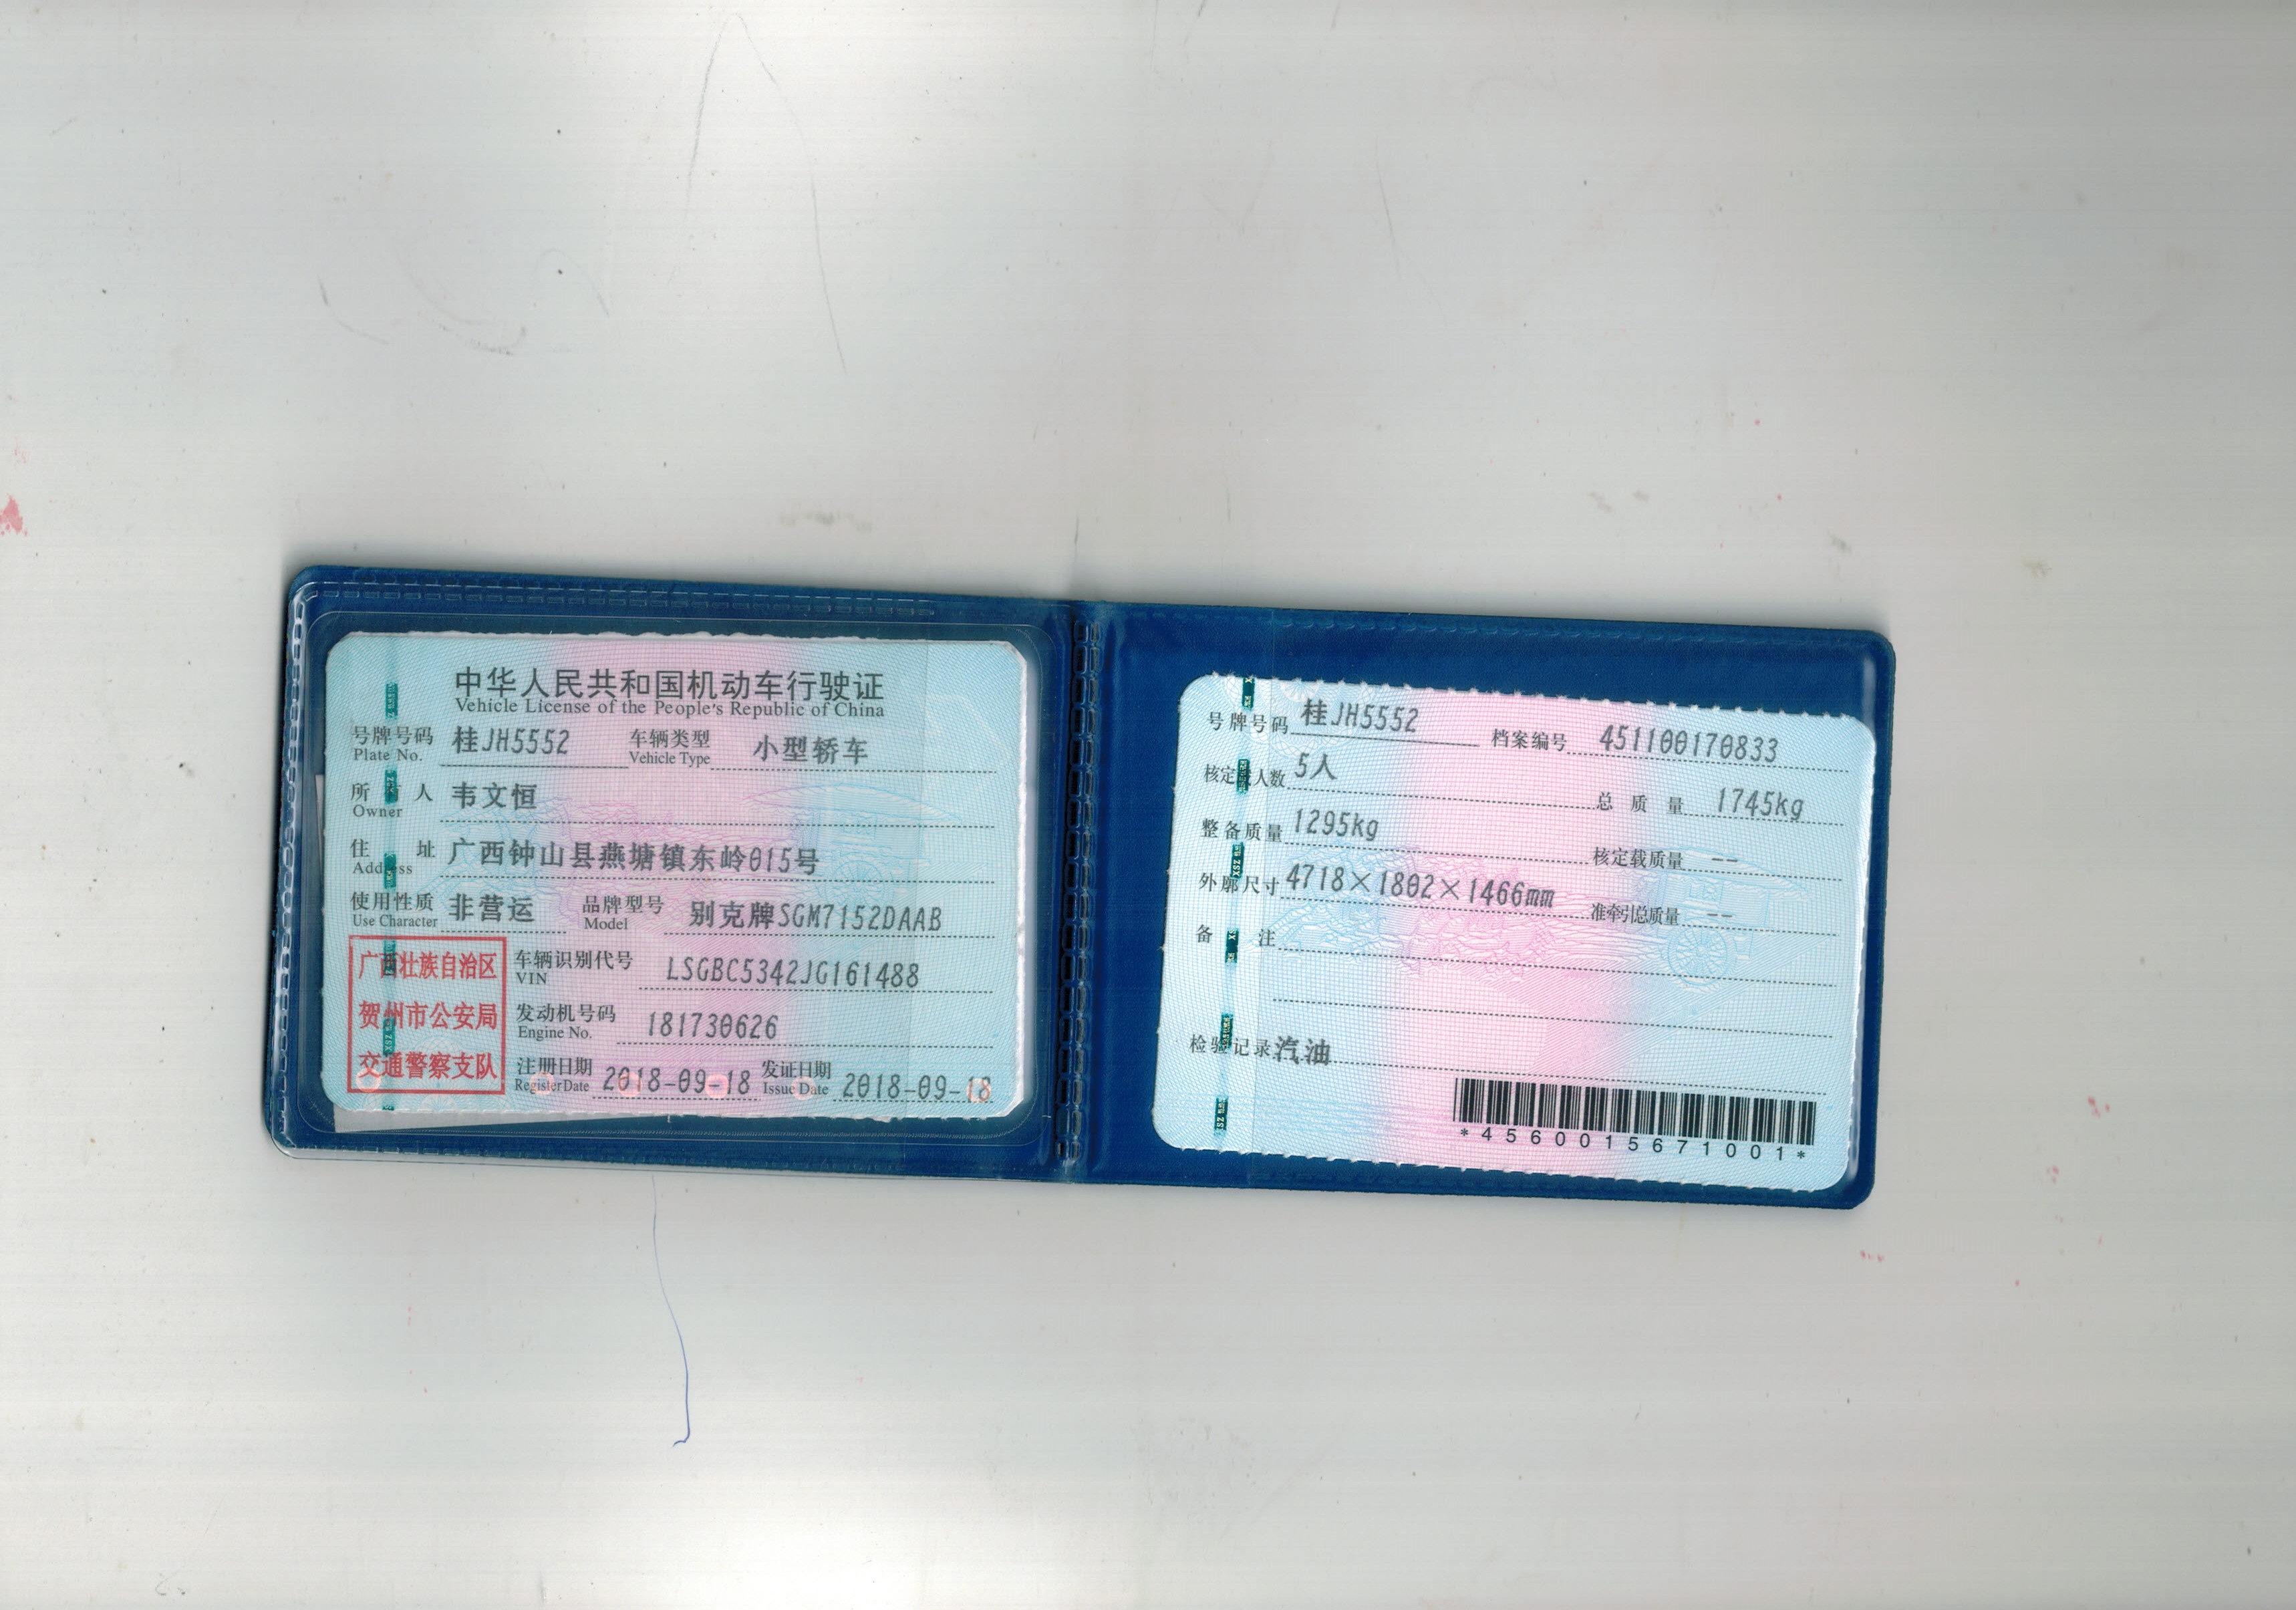 中华人民共和国机动车行驶证
Vehicle License of the People's Republic of China
号牌号码 桂JH5552 车辆类型 小型轿车
Plate No. Vehicle Type
所 人 韦文恒
Owner
住 址 广西钟山县燕塘镇东岭015号
Address
使用性质 非营运 品牌型号 别克牌SGM7152DAAB
Use Character Model
广西壮族自治区
贺州市公安局
交通警察支队
车辆识别代号 LSGBC5342JG161488
VIN
发动机号码 181730626
Engine No.
注册日期 2018-09-18 发证日期 2018-09-18
Register Date Issue Date
号牌号码 桂JH5552 档案编号 451100170833
核定 人数 5人 总质量 1745kg
整备质量 1295kg 核定载质量 --
外廓尺寸 4718×1802×1466mm 准牵引总质量 --
备 注
检验记录 汽油
*4560015671001*